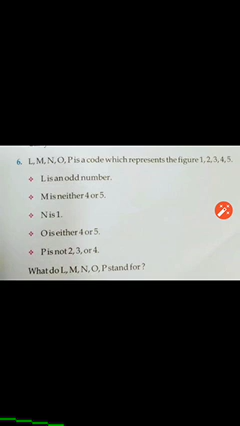 6. L, M, N, O, P is a code which represents the figure 1, 2, 3, 4, 5.
❖ L is an odd number.
❖ M is neither 4 or 5.
❖ N is 1.
❖ O is either 4 or 5.
❖ P is not 2, 3, or 4.
What do L, M, N, O, P stand for ?